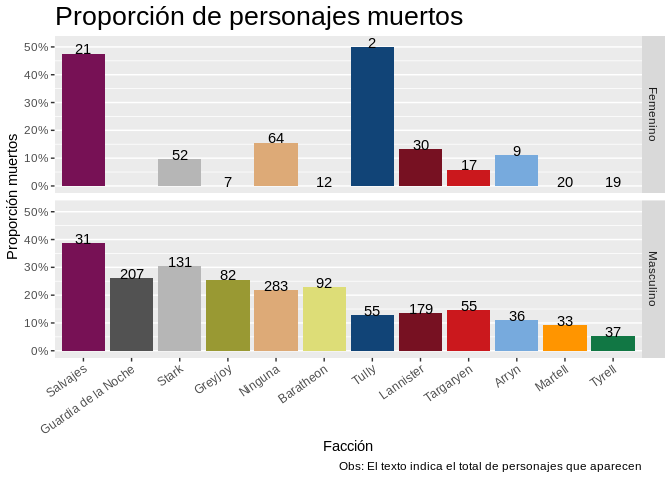 Proporción de personajes muertos
Proporción muertos
50%
40%
30%
20%
10%
0%
21
52
7
64
12
2
30
17
9
20
19
Femenino
50%
40%
30%
20%
10%
0%
31
207
131
82
283
92
55
179
55
36
33
37
Masculino
Salvajes
Guardia de la Noche
Stark
Greyjoy
Ninguna
Baratheon
Tully
Lannister
Targaryen
Arryn
Martell
Tyrell
Facción
Obs: El texto indica el total de personajes que aparecen